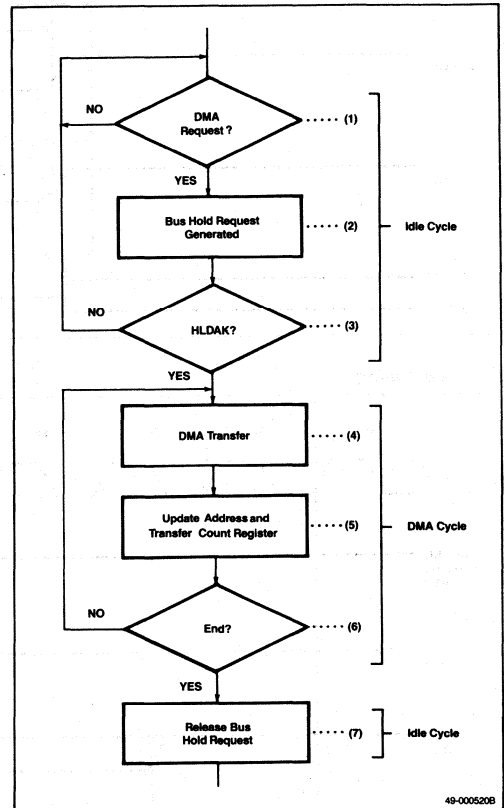 DMA
Request ?
NO
(1)
YES
Bus Hold Request
Generated
(2)
Idle Cycle
HLDAK?
NO
(3)
YES
DMA Transfer
(4)
Update Address and
Transfer Count Register
(5)
DMA Cycle
End?
NO
(6)
YES
Release Bus
Hold Request
(7)
Idle Cycle
49-000520B